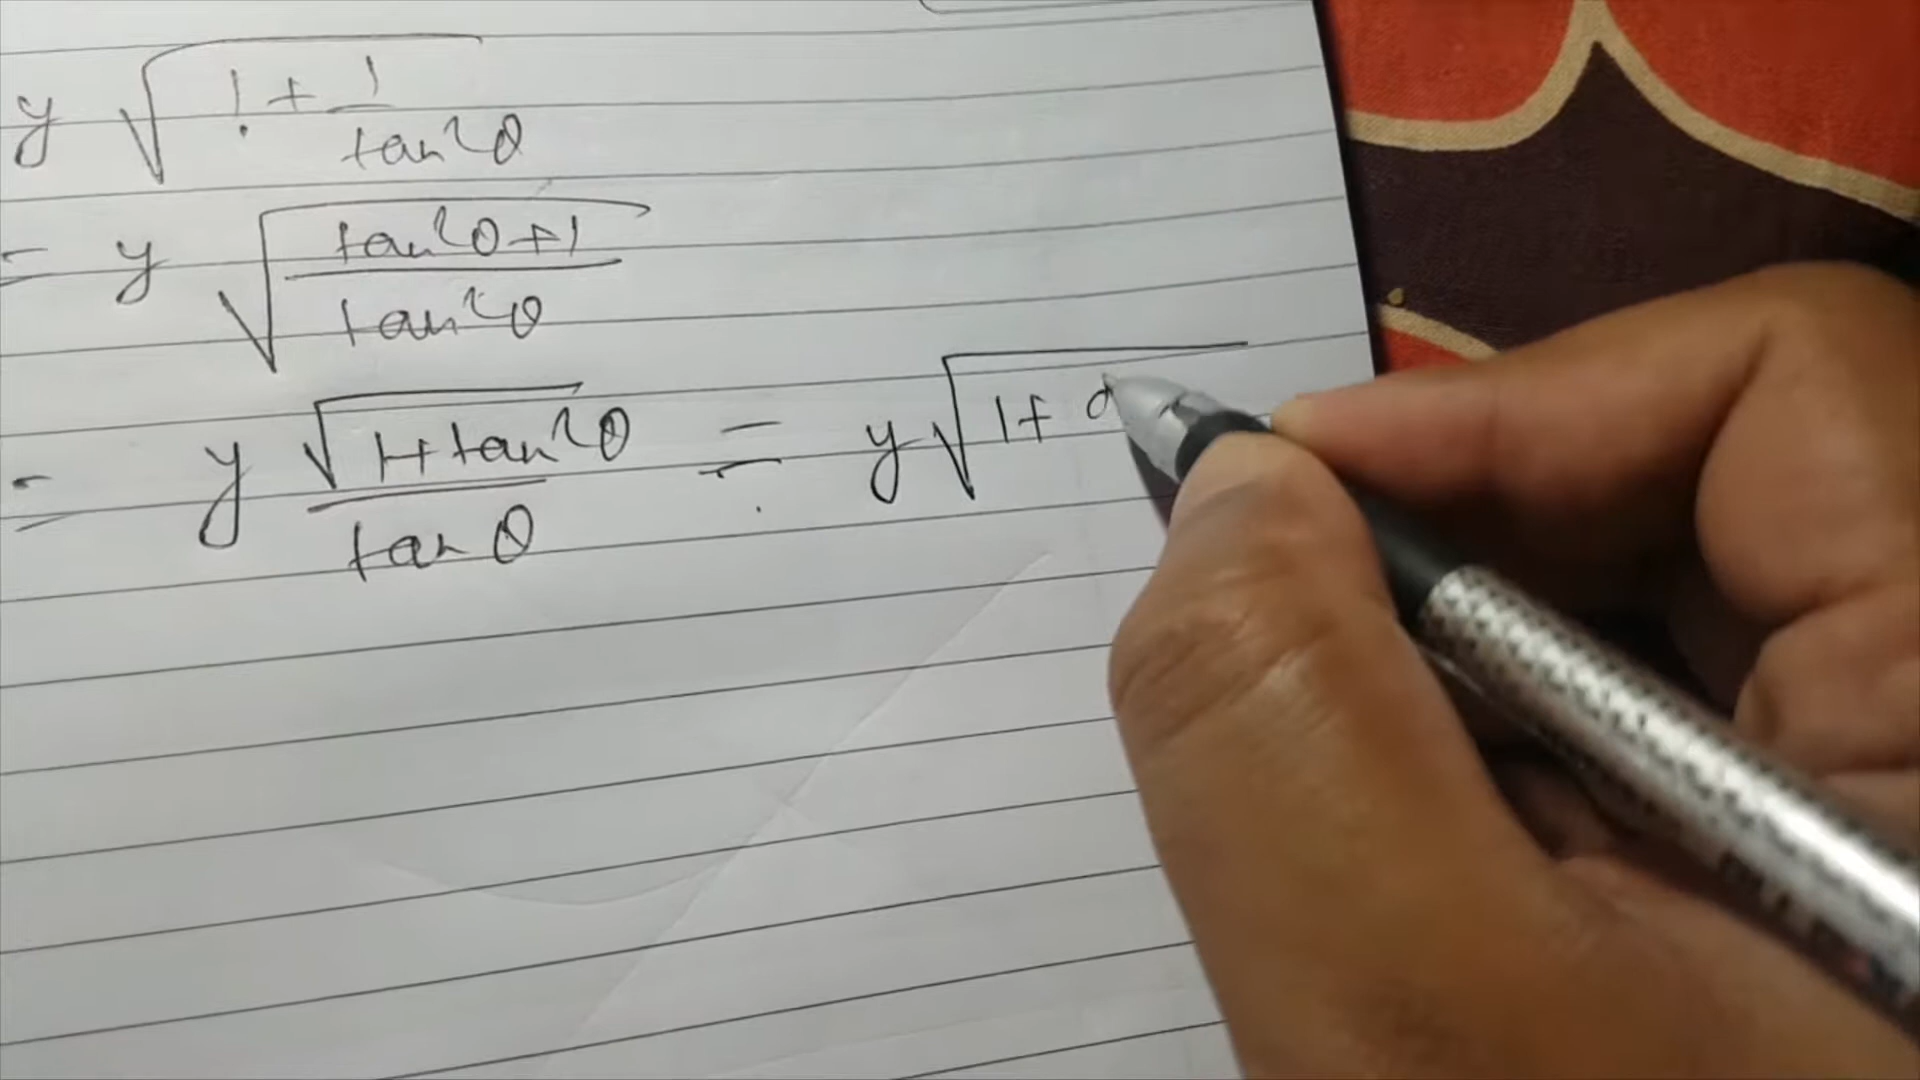 y √(1 + 1/tan²θ)
= y √((tan²θ+1)/tan²θ)
= y √(1+tan²θ)/tanθ = y√(1+